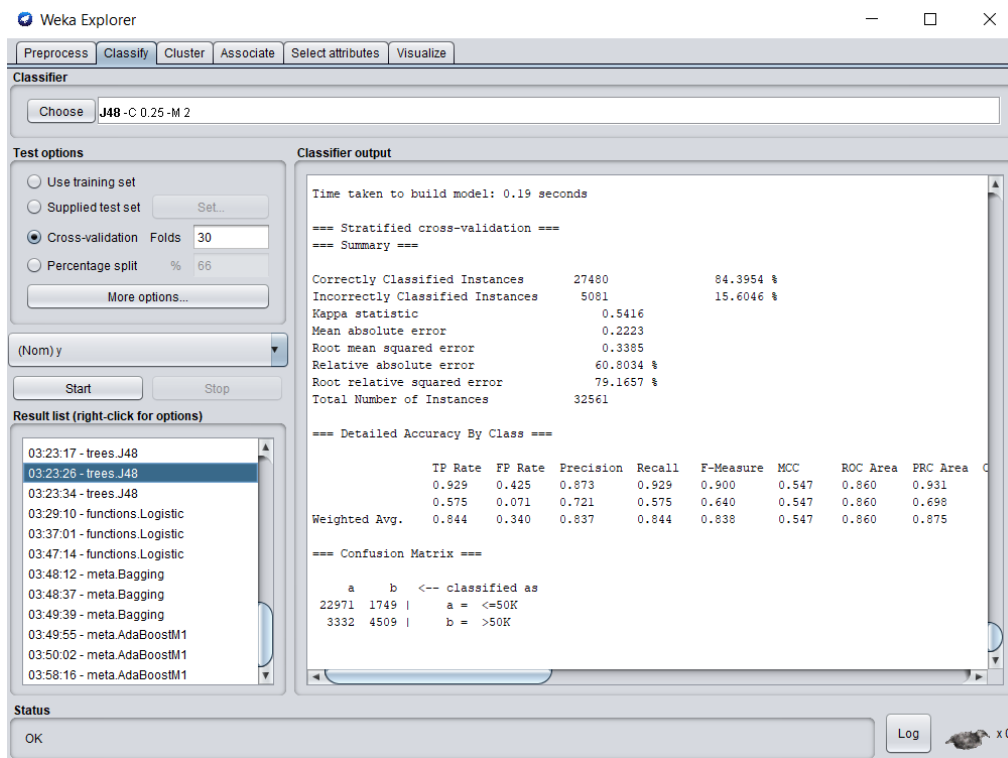 Weka Explorer
Preprocess Classify Cluster Associate Select attributes Visualize
Classifier
Choose J48 -C 0.25 -M 2
Test options
Use training set
Supplied test set Set...
Cross-validation Folds 30
Percentage split % 66
More options...
(Nom) y
Start Stop
Result list (right-click for options)
03:23:17 - trees.J48
03:23:26 - trees.J48
03:23:34 - trees.J48
03:29:10 - functions.Logistic
03:37:01 - functions.Logistic
03:47:14 - functions.Logistic
03:48:12 - meta.Bagging
03:48:37 - meta.Bagging
03:49:39 - meta.Bagging
03:49:55 - meta.AdaBoostM1
03:50:02 - meta.AdaBoostM1
03:58:16 - meta.AdaBoostM1
Classifier output
Time taken to build model: 0.19 seconds
=== Stratified cross-validation ===
=== Summary ===
Correctly Classified Instances 27480 84.3954 %
Incorrectly Classified Instances 5081 15.6046 %
Kappa statistic 0.5416
Mean absolute error 0.2223
Root mean squared error 0.3385
Relative absolute error 60.8034 %
Root relative squared error 79.1657 %
Total Number of Instances 32561
=== Detailed Accuracy By Class ===
TP Rate FP Rate Precision Recall F-Measure MCC ROC Area PRC Area C
0.929 0.425 0.873 0.929 0.900 0.547 0.860 0.931
0.575 0.071 0.721 0.575 0.640 0.547 0.860 0.698
Weighted Avg. 0.844 0.340 0.837 0.844 0.838 0.547 0.860 0.875
=== Confusion Matrix ===
a b <-- classified as
22971 1749 | a = <=50K
3332 4509 | b = >50K
Status
OK
Log
x 0